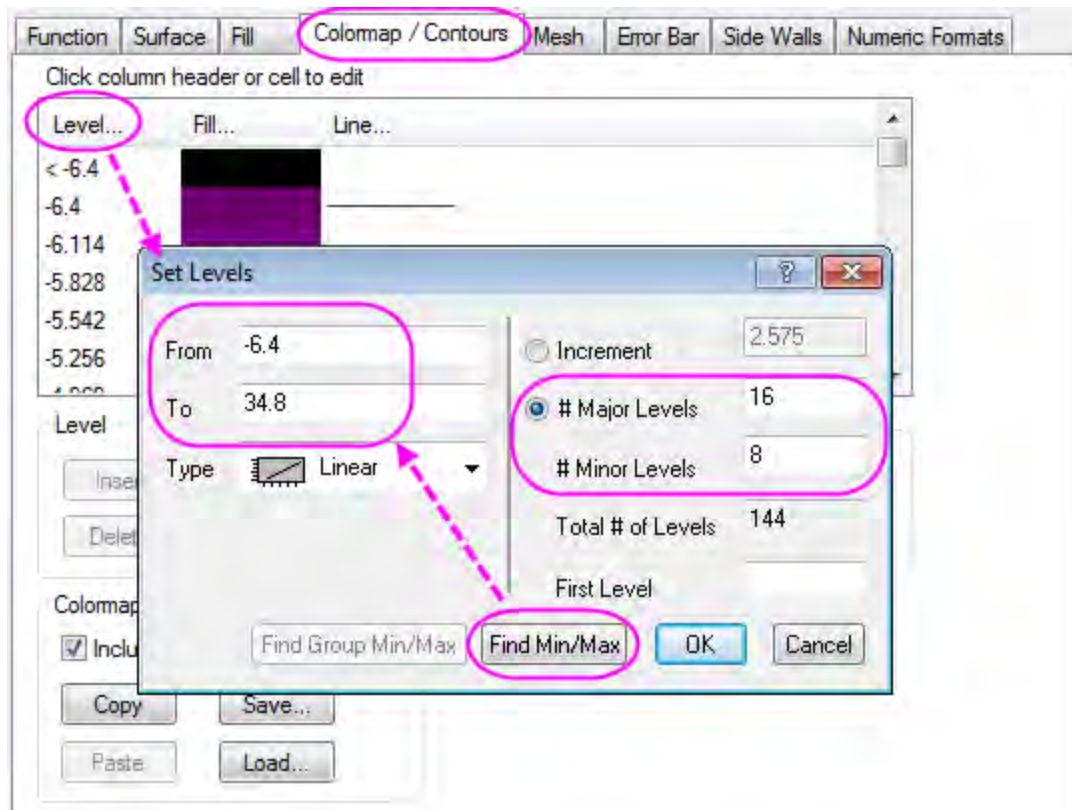 Function Surface Fill Colormap / Contours Mesh Error Bar Side Walls Numeric Formats
Click column header or cell to edit
Level... Fill... Line...
< -6.4
-6.4
-6.114
-5.828
-5.542
-5.256
Set Levels
From -6.4
To 34.8
Type Linear
Increment 2.575
# Major Levels 16
# Minor Levels 8
Total # of Levels 144
First Level
Find Group Min/Max Find Min/Max OK Cancel
Level
Copy Save...
Paste Load...